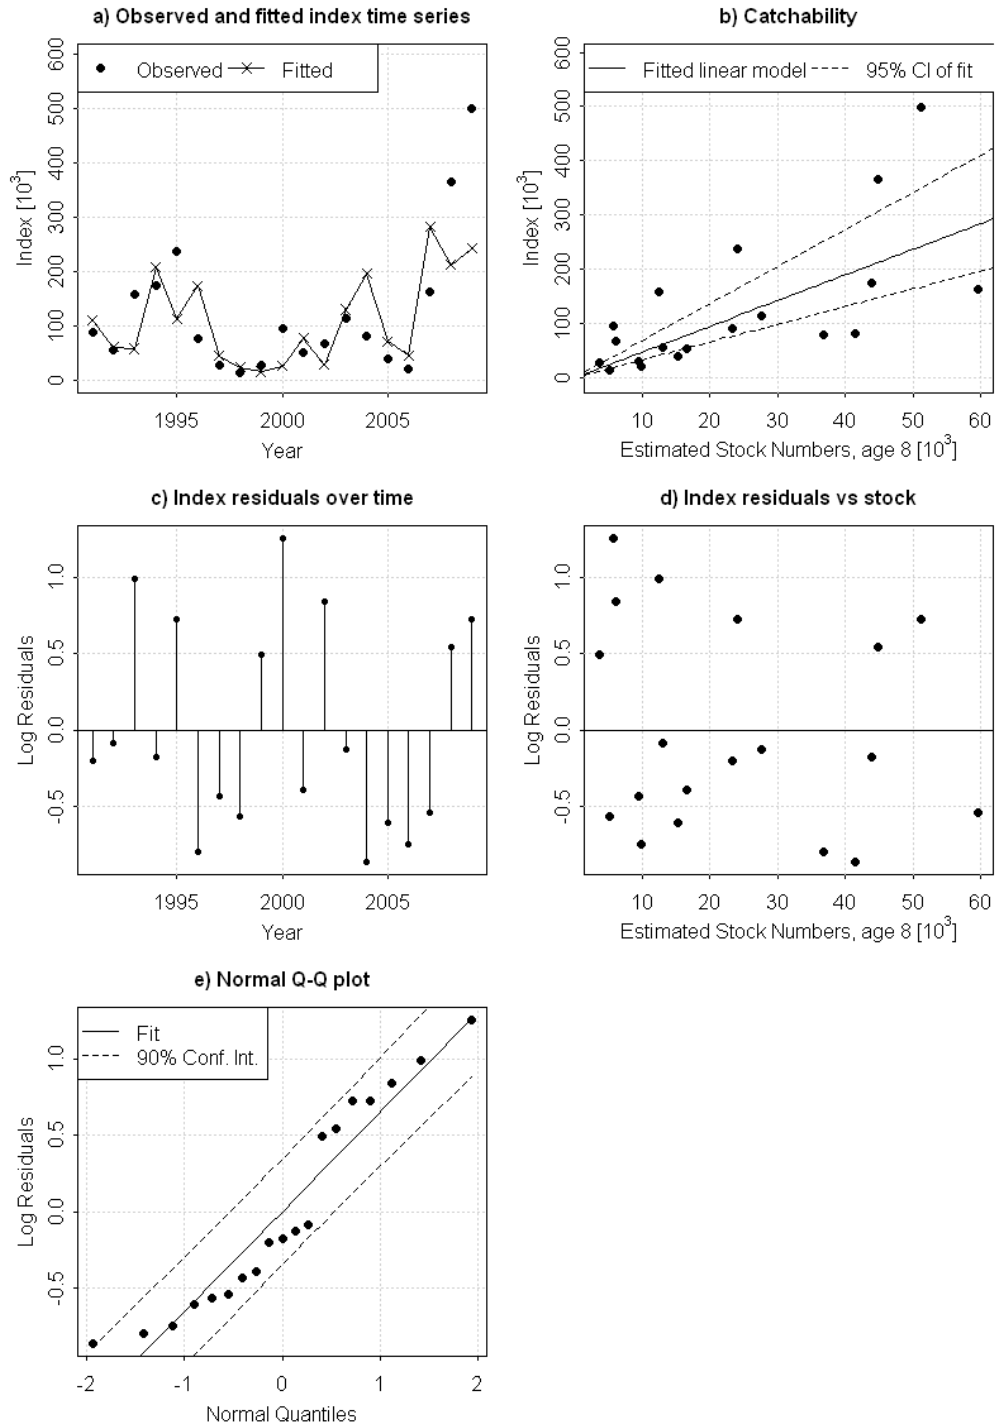 a) Observed and fitted index time series
Observed Fitted
Index [10³]
0 100 200 300 400 500 600
1995 2000 2005
Year
b) Catchability
Fitted linear model 95% CI of fit
Index [10³]
0 100 200 300 400 500 600
10 20 30 40 50 60
Estimated Stock Numbers, age 8 [10³]
c) Index residuals over time
Log Residuals
-0.5 0.0 0.5 1.0
1995 2000 2005
Year
d) Index residuals vs stock
Log Residuals
-0.5 0.0 0.5 1.0
10 20 30 40 50 60
Estimated Stock Numbers, age 8 [10³]
e) Normal Q-Q plot
Fit
90% Conf. Int.
Log Residuals
-0.5 0.0 0.5 1.0
-2 -1 0 1 2
Normal Quantiles